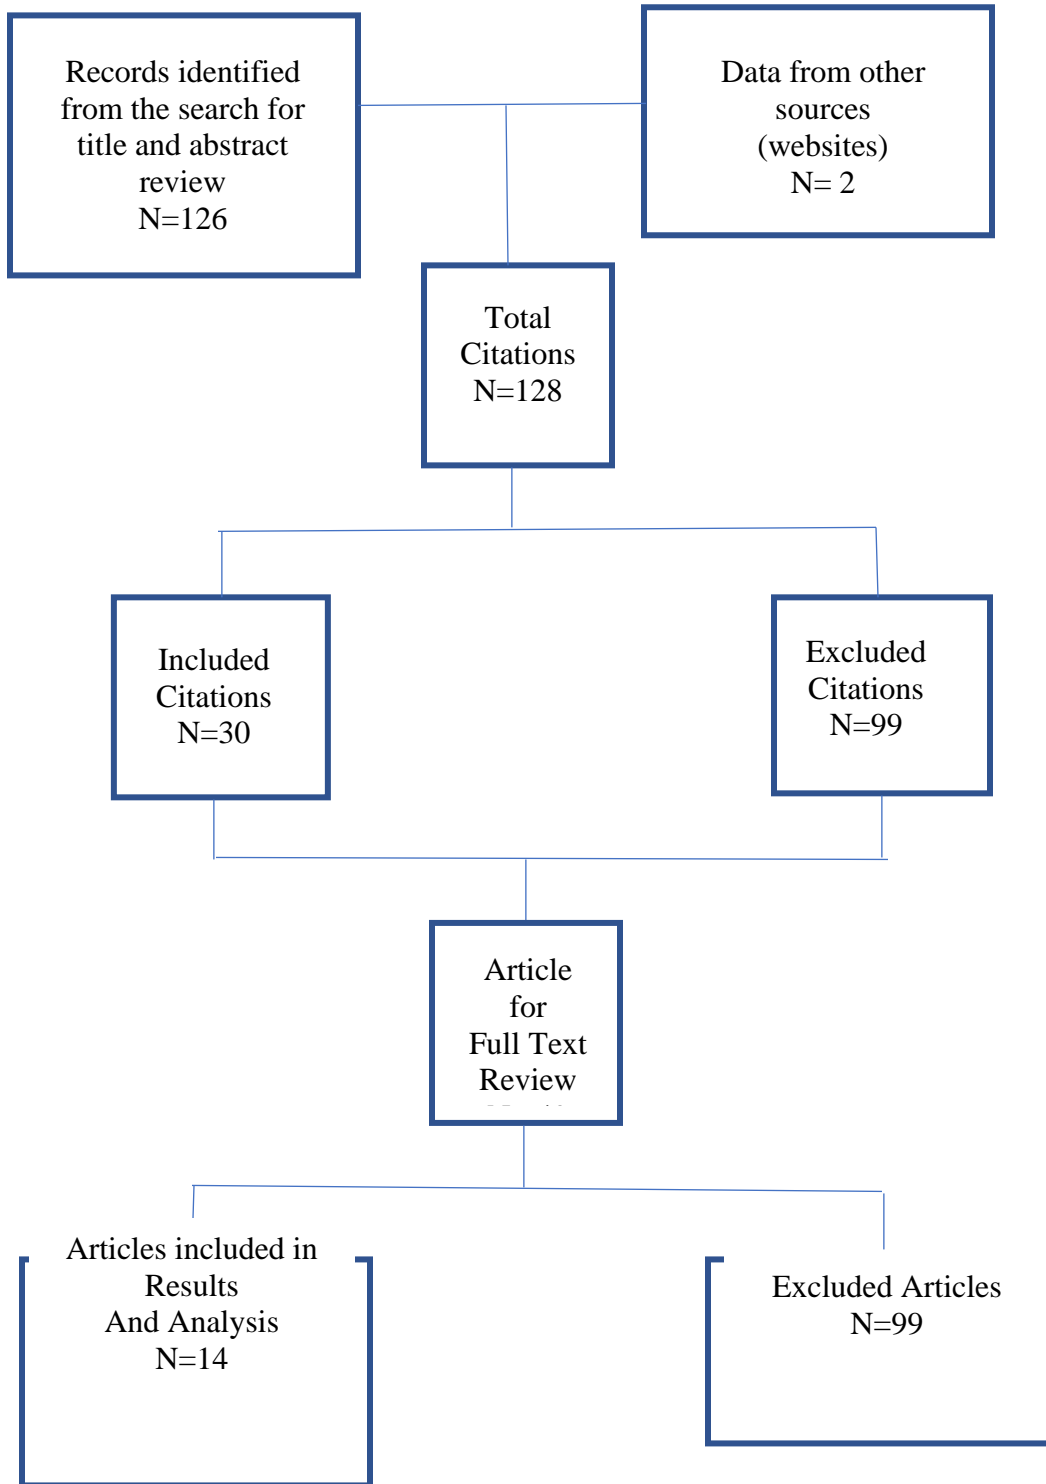 Records identified
from the search for
title and abstract
review
N=126
Data from other
sources
(websites)
N= 2
Total
Citations
N=128
Included
Citations
N=30
Excluded
Citations
N=99
Article
for
Full Text
Review
Articles included in
Results
And Analysis
N=14
Excluded Articles
N=99